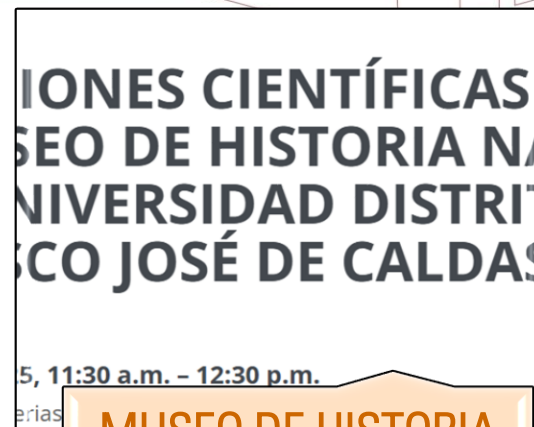 IONES CIENTÍFICAS
SEO DE HISTORIA NA
NIVERSIDAD DISTRIT
SCO JOSÉ DE CALDAS
5, 11:30 a.m. – 12:30 p.m.
erias
MUSEO DE HISTORIA